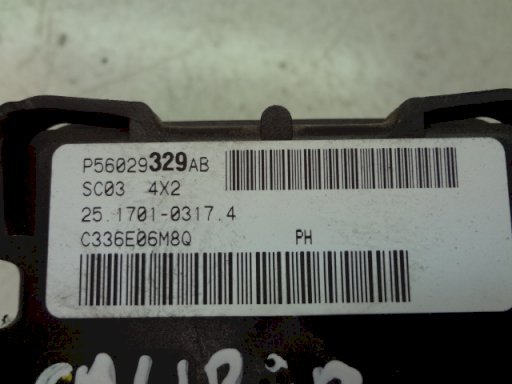 P56029329AB
SC03 4X2
25.1701-0317.4
C336E06M8Q PH